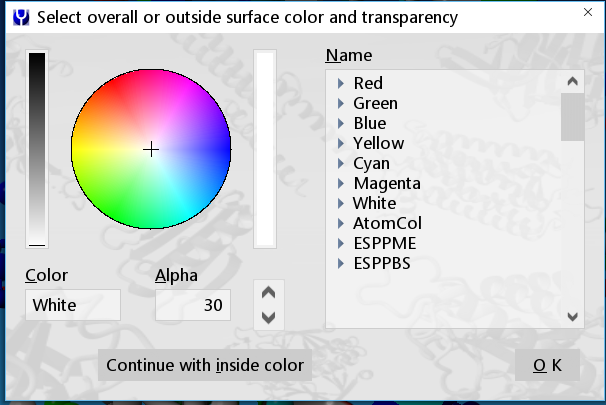 Select overall or outside surface color and transparency
Name
Red
Green
Blue
Yellow
Cyan
Magenta
White
AtomCol
ESPPME
ESPPBS
Color
Alpha
White
30
Continue with inside color
O K